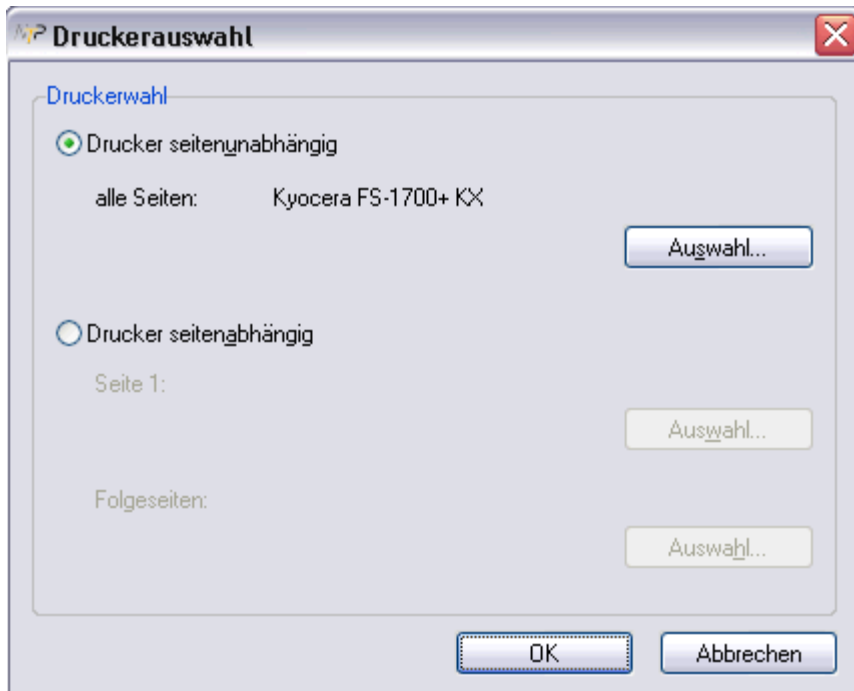 MTP Druckerauswahl
Druckerwahl
Drucker seitenunabhängig
alle Seiten: Kyocera FS-1700+ KX
Auswahl...
Drucker seitenabhängig
Seite 1:
Auswahl...
Folgeseiten:
Auswahl...
OK Abbrechen